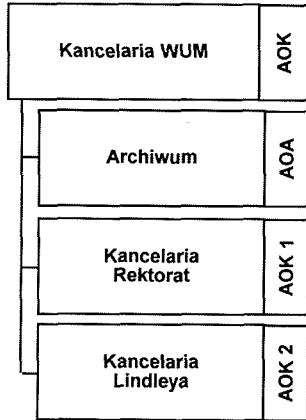 Kancelaria WUM
AOK
Archiwum
AOA
Kancelaria
Rektorat
AOK 1
Kancelaria
Lindleya
AOK 2